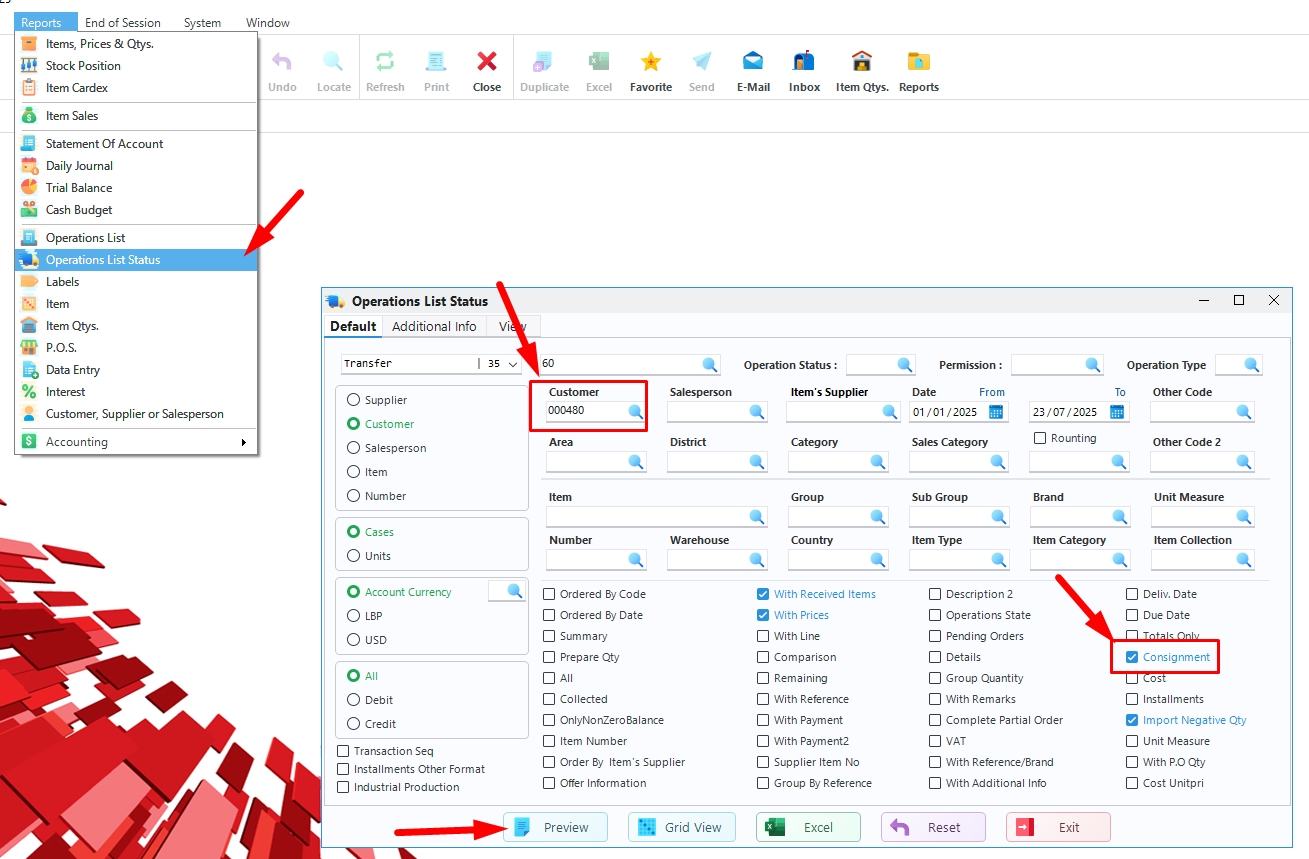 Reports End of Session System Window
Items, Prices & Qtys.
Stock Position
Item Cardex
Item Sales
Statement Of Account
Daily Journal
Trial Balance
Cash Budget
Operations List
Operations List Status
Labels
Item
Item Qtys.
P.O.S.
Data Entry
Interest
Customer, Supplier or Salesperson
Accounting
Undo Locate Refresh Print Close Duplicate Excel Favorite Send E-Mail Inbox Item Qtys. Reports
Operations List Status
Default Additional Info View
Transfer | 35 60 Operation Status : Permission : Operation Type
Supplier
Customer
Salesperson
Item
Number
Cases
Units
Account Currency
LBP
USD
All
Debit
Credit
Transaction Seq
Installments Other Format
Industrial Production
Customer Salesperson Item's Supplier Date From To Other Code
000480 01/01/2025 23/07/2025
Rounting
Area District Category Sales Category Other Code 2
Item Group Sub Group Brand Unit Measure
Number Warehouse Country Item Type Item Category Item Collection
Ordered By Code With Received Items Description 2 Deliv. Date
Ordered By Date With Prices Operations State Due Date
Summary With Line Pending Orders Totals Only
Prepare Qty Comparison Details Consignment
All Remaining Group Quantity Cost
Collected With Reference With Remarks Installments
OnlyNonZeroBalance With Payment Complete Partial Order Import Negative Qty
Item Number With Payment2 VAT Unit Measure
Order By Item's Supplier Supplier Item No With Reference/Brand With P.O Qty
Offer Information Group By Reference With Additional Info Cost Unitpri
Preview Grid View Excel Reset Exit